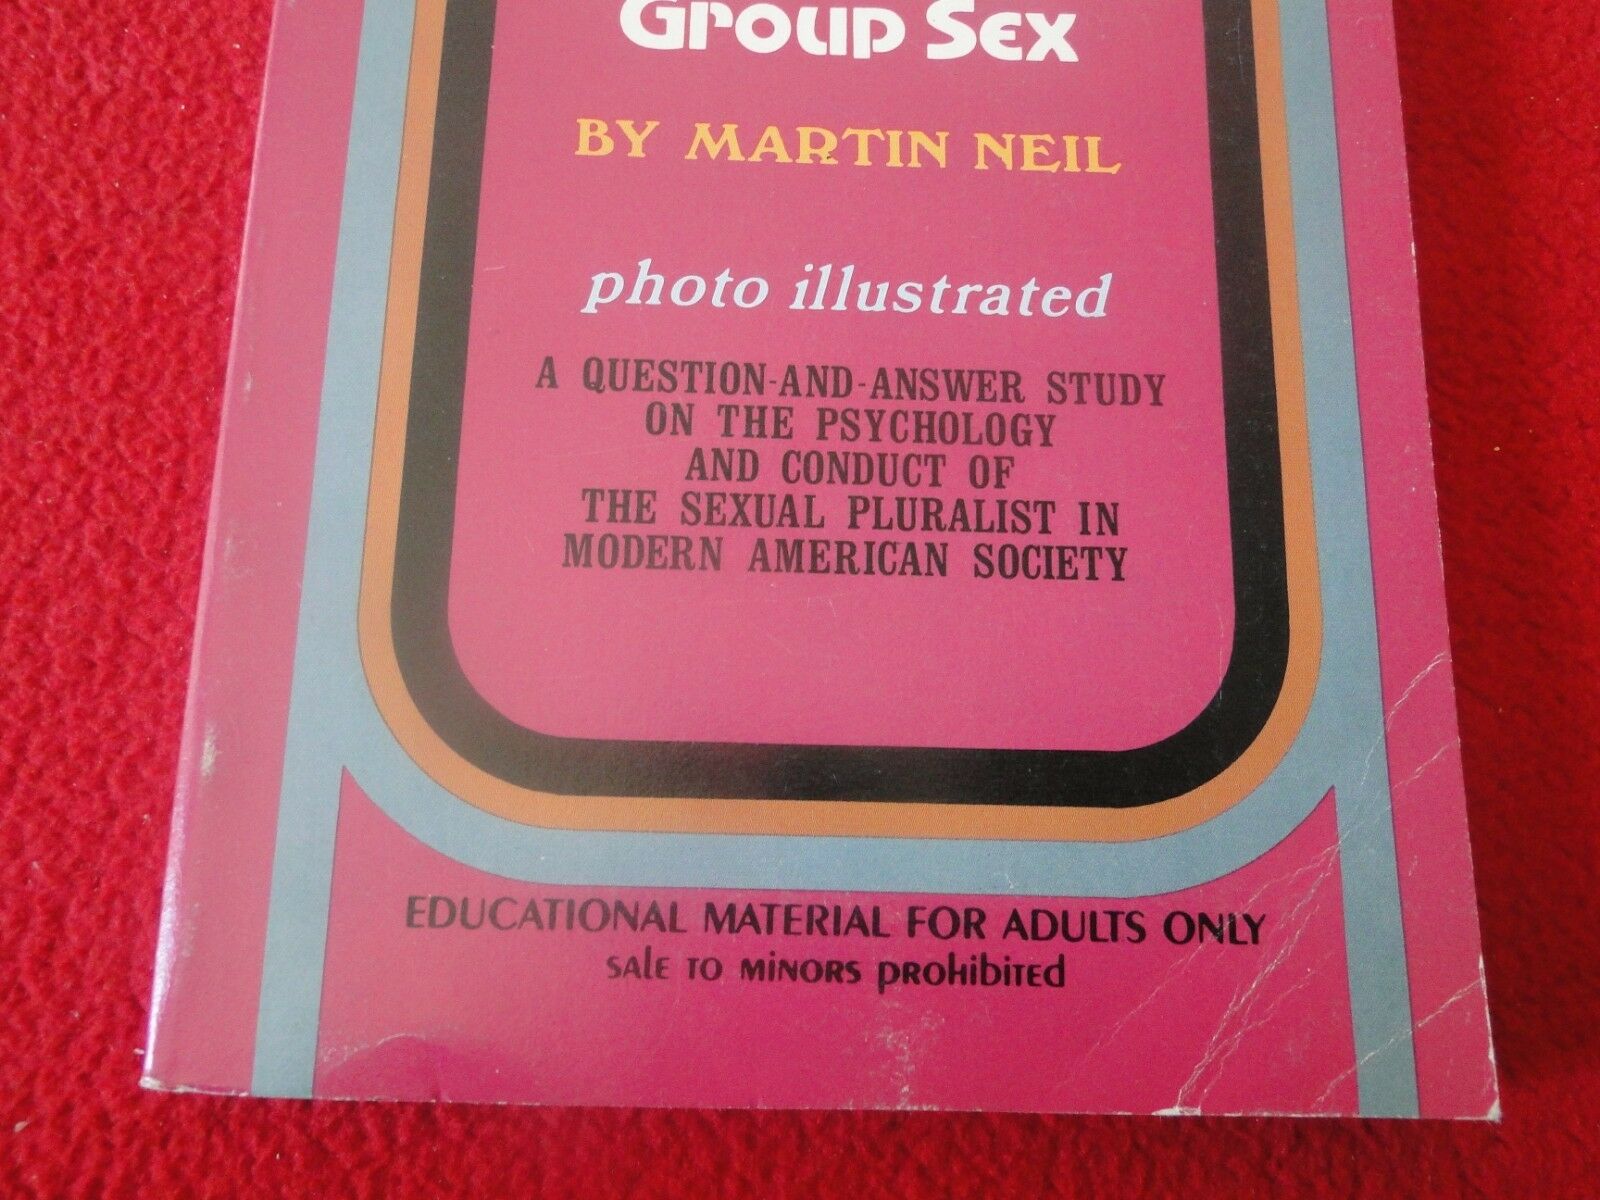 Group Sex
BY MARTIN NEIL
photo illustrated
A QUESTION-AND-ANSWER STUDY
ON THE PSYCHOLOGY
AND CONDUCT OF
THE SEXUAL PLURALIST IN
MODERN AMERICAN SOCIETY
EDUCATIONAL MATERIAL FOR ADULTS ONLY
SALE TO MINORS PROHIBITED